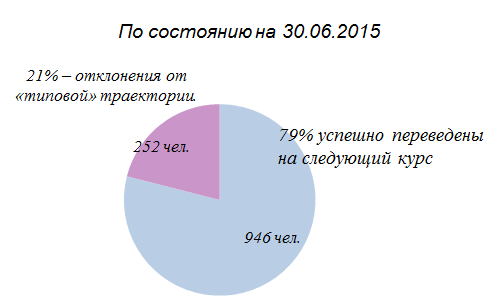 По состоянию на 30.06.2015
21% – отклонения от
«типовой» траектории.
79% успешно переведены
на следующий курс
252 чел.
946 чел.